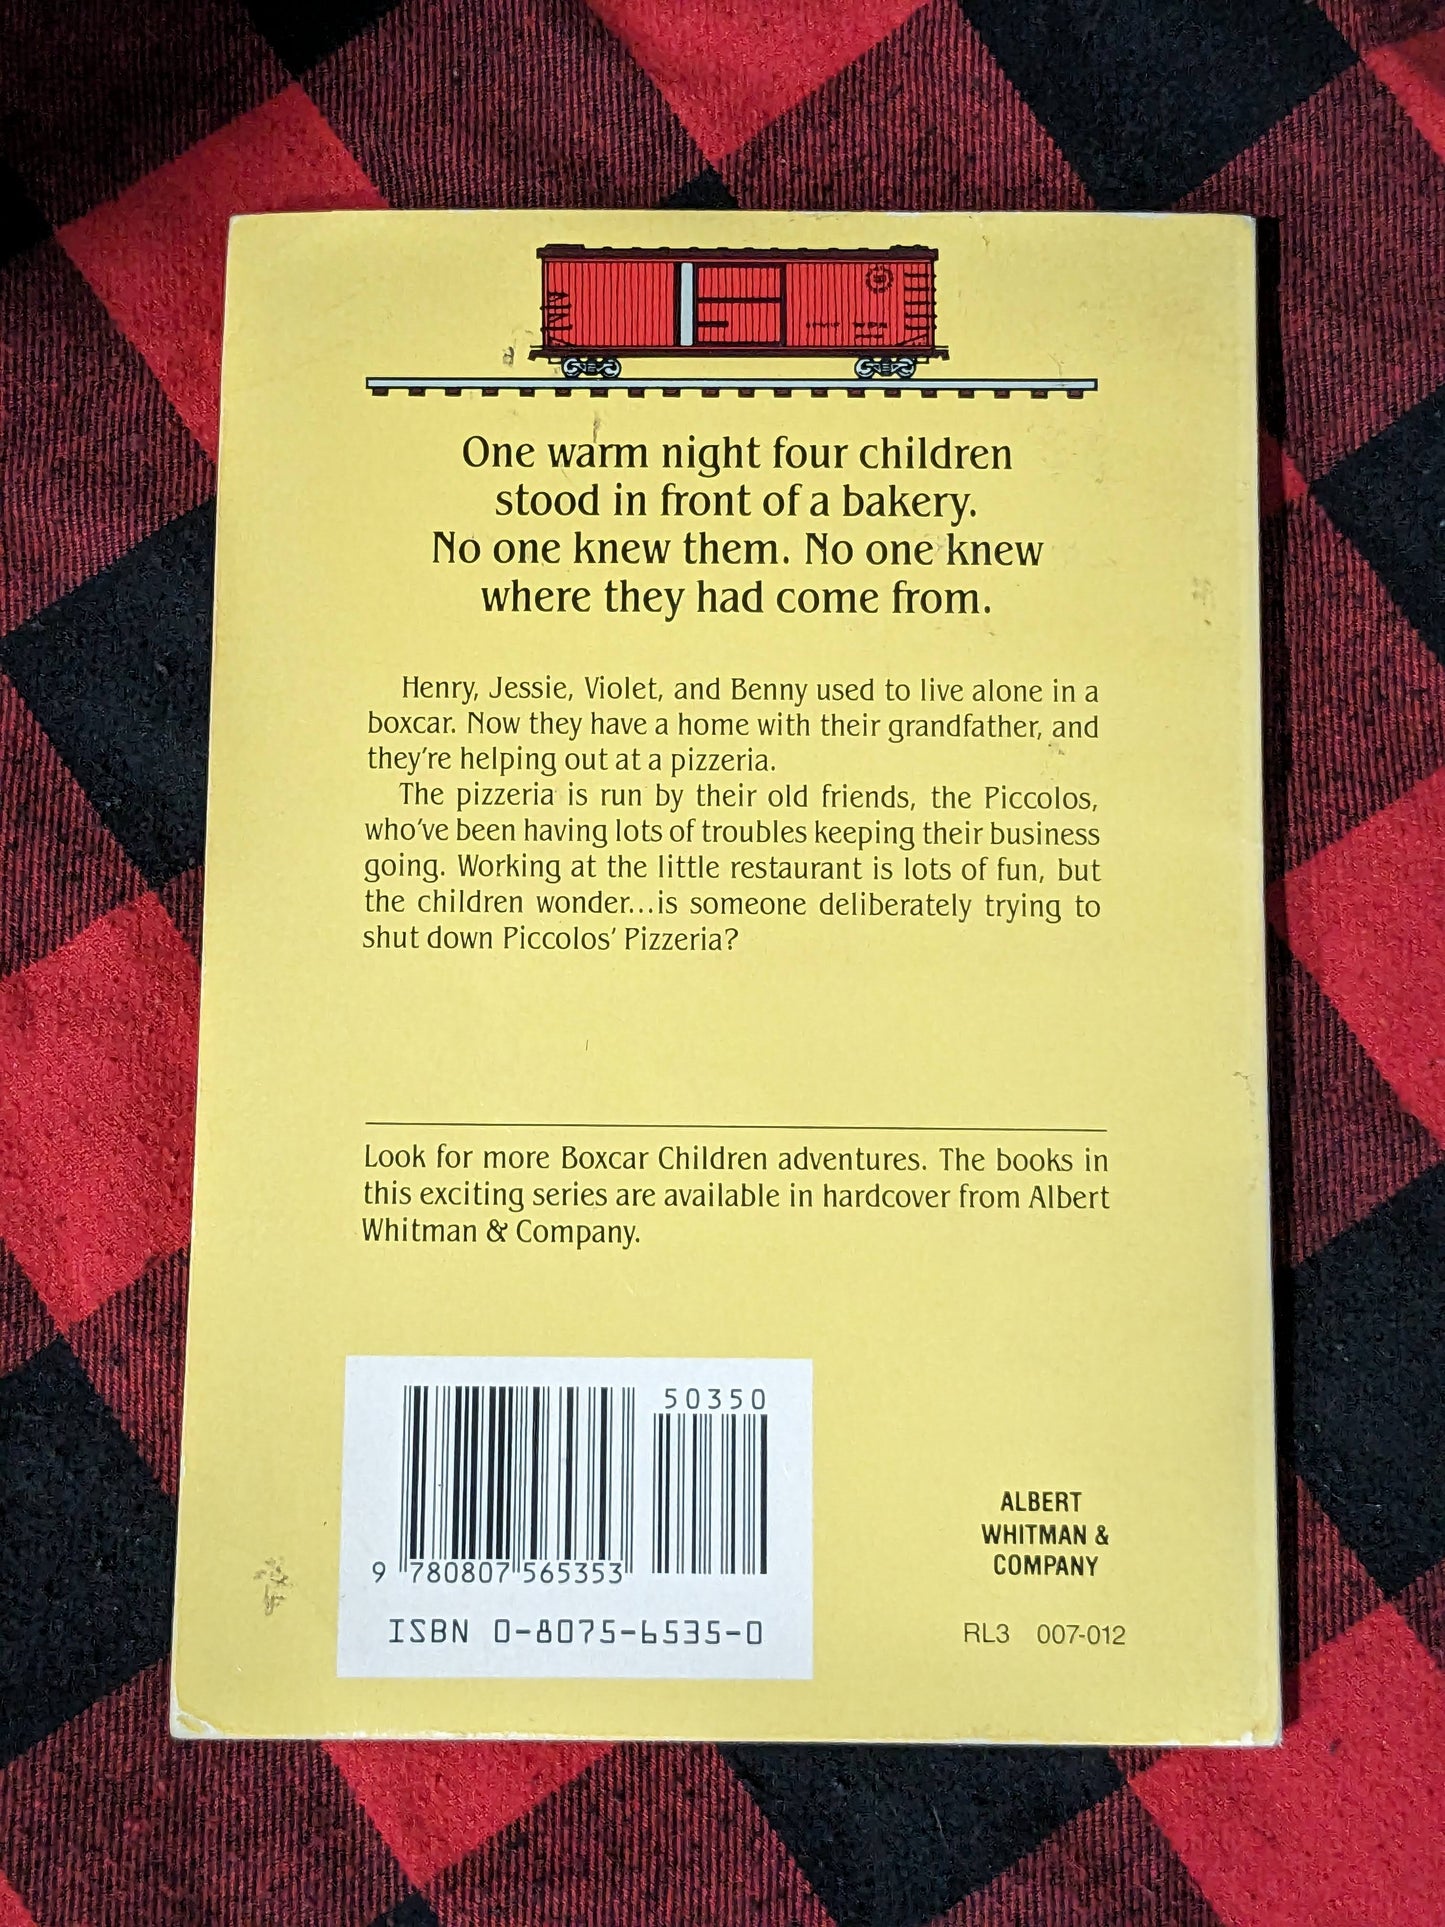 One warm night four children
stood in front of a bakery.
No one knew them. No one knew
where they had come from.
Henry, Jessie, Violet, and Benny used to live alone in a
boxcar. Now they have a home with their grandfather, and
they're helping out at a pizzeria.
The pizzeria is run by their old friends, the Piccolos,
who've been having lots of troubles keeping their business
going. Working at the little restaurant is lots of fun, but
the children wonder...is someone deliberately trying to
shut down Piccolos' Pizzeria?
Look for more Boxcar Children adventures. The books in
this exciting series are available in hardcover from Albert
Whitman & Company.
50350
9 780807 565353
ISBN 0-8075-6535-0
ALBERT
WHITMAN &
COMPANY
RL3 007-012